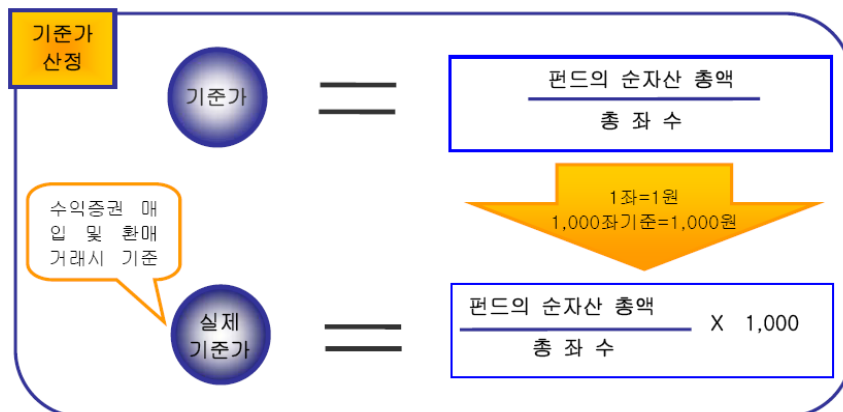 기준가
산정
기준가
펀드의 순자산 총액
총 좌 수
1좌=1원
1,000좌기준=1,000원
수익증권 매
입 및 환매
거래시 기준
실제
기준가
펀드의 순자산 총액
총 좌 수
X 1,000